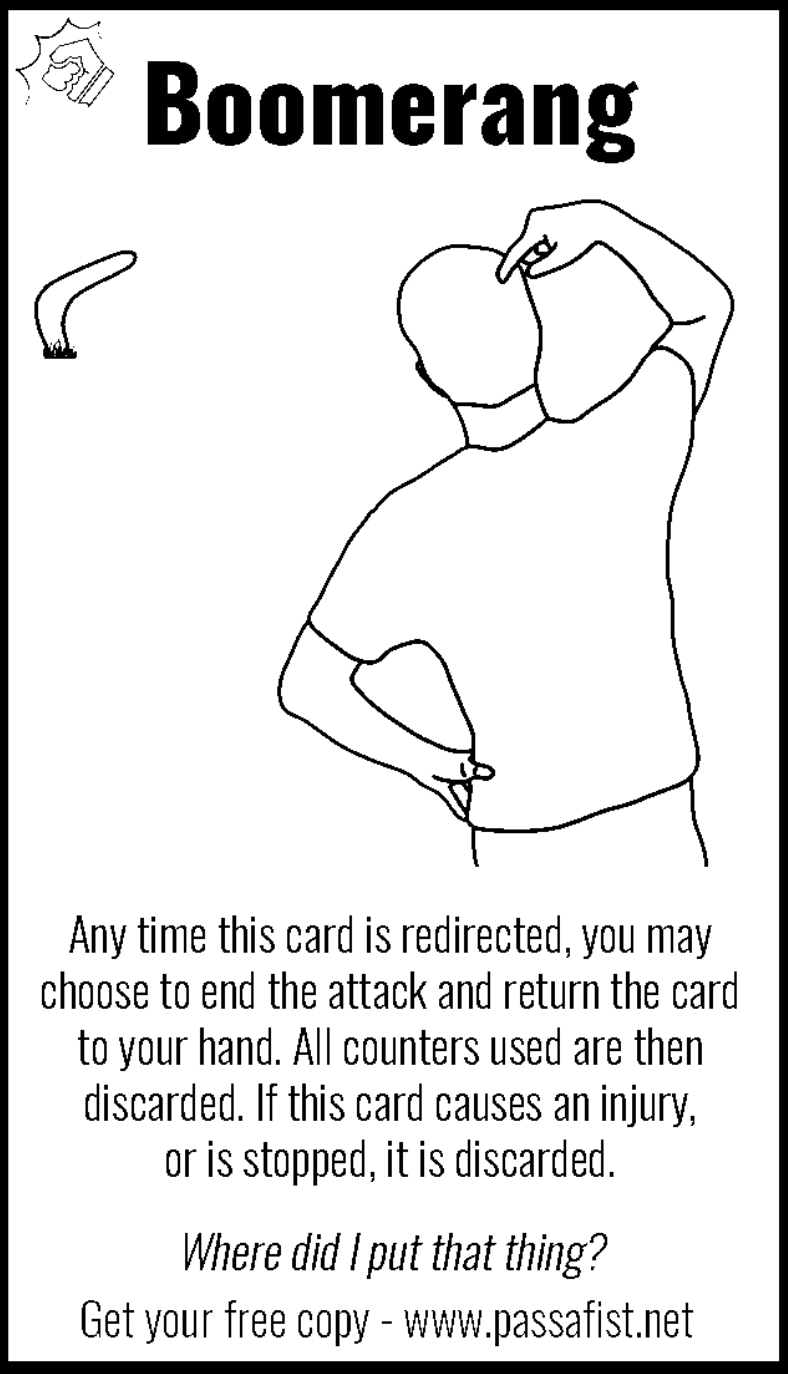 Boomerang
Any time this card is redirected, you may
choose to end the attack and return the card
to your hand. All counters used are then
discarded. If this card causes an injury,
or is stopped, it is discarded.
Where did I put that thing?
Get your free copy - www.passafist.net